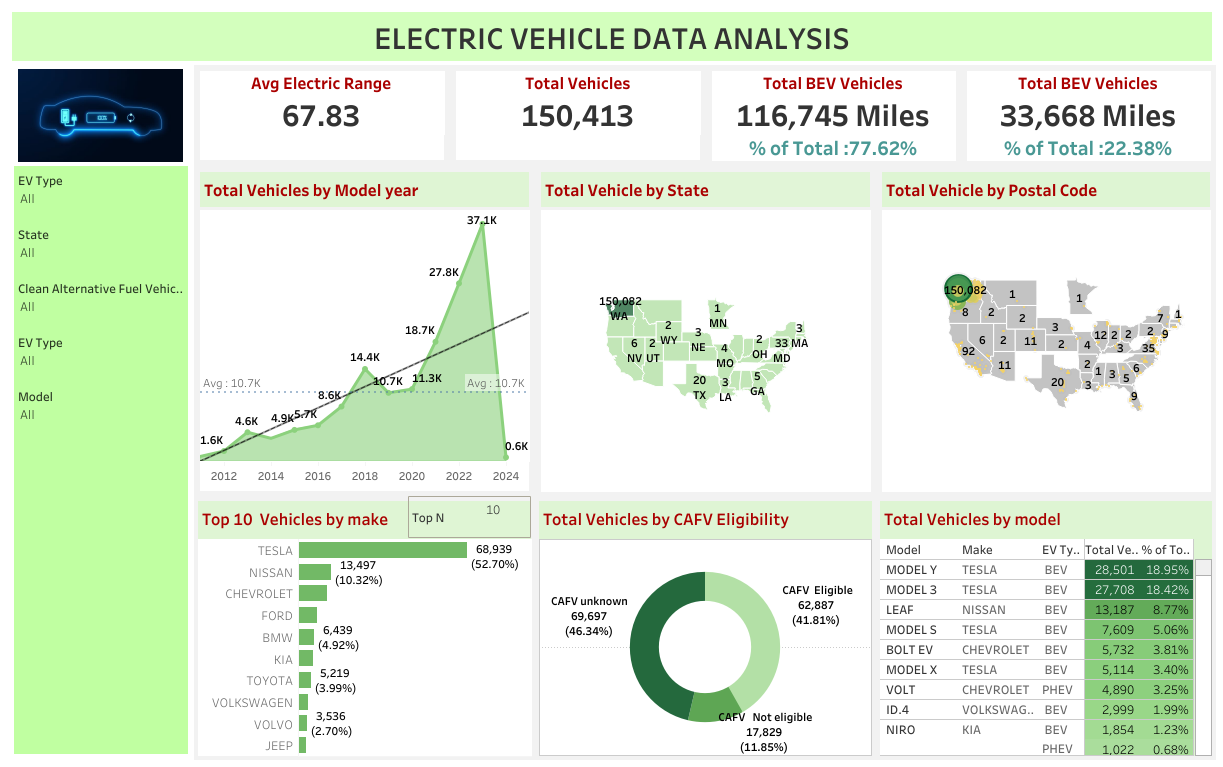 ELECTRIC VEHICLE DATA ANALYSIS
Avg Electric Range
67.83
Total Vehicles
150,413
Total BEV Vehicles
116,745 Miles
% of Total :77.62%
Total BEV Vehicles
33,668 Miles
% of Total :22.38%
EV Type
All
State
All
Clean Alternative Fuel Vehic..
All
EV Type
All
Model
All
Total Vehicles by Model year
37.1K
27.8K
18.7K
14.4K
10.7K
11.3K
Avg : 10.7K
Avg : 10.7K
8.6K
5.7K
4.9K
4.6K
1.6K
0.6K
2012 2014 2016 2018 2020 2022 2024
Total Vehicle by State
150,082
WA
1
MN
2
WY
3
NE
6
NV
2
UT
4
MO
2
OH
33
MD
3
MA
20
TX
3
LA
5
GA
Total Vehicle by Postal Code
150,082
1
1
8
2
2
3
7
1
6
2
11
2
4
12
2
2
2
9
3
35
92
11
20
3
2
1
3
5
6
9
Top 10 Vehicles by make
Top N
10
TESLA
68,939
(52.70%)
NISSAN
13,497
(10.32%)
CHEVROLET
FORD
BMW
6,439
(4.92%)
KIA
TOYOTA
5,219
(3.99%)
VOLKSWAGEN
VOLVO
3,536
(2.70%)
JEEP
Total Vehicles by CAFV Eligibility
CAFV unknown
69,697
(46.34%)
CAFV Eligible
62,887
(41.81%)
CAFV Not eligible
17,829
(11.85%)
Total Vehicles by model
Model Make EV Ty.. Total Ve.. % of To..
MODEL Y TESLA BEV 28,501 18.95%
MODEL 3 TESLA BEV 27,708 18.42%
LEAF NISSAN BEV 13,187 8.77%
MODEL S TESLA BEV 7,609 5.06%
BOLT EV CHEVROLET BEV 5,732 3.81%
MODEL X TESLA BEV 5,114 3.40%
VOLT CHEVROLET PHEV 4,890 3.25%
ID.4 VOLKSWAG.. BEV 2,999 1.99%
NIRO KIA BEV 1,854 1.23%
PHEV 1,022 0.68%